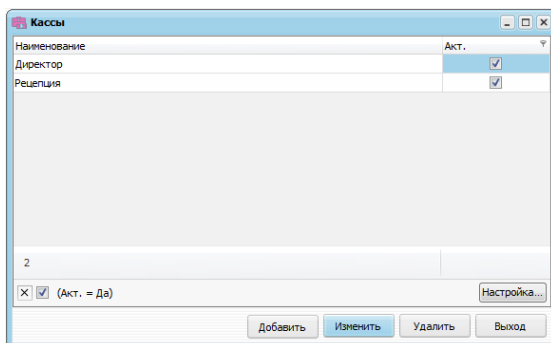 Кассы
Наименование Акт.
Директор
Рецепция
2
(Акт. = Да) Настройка...
Добавить Изменить Удалить Выход